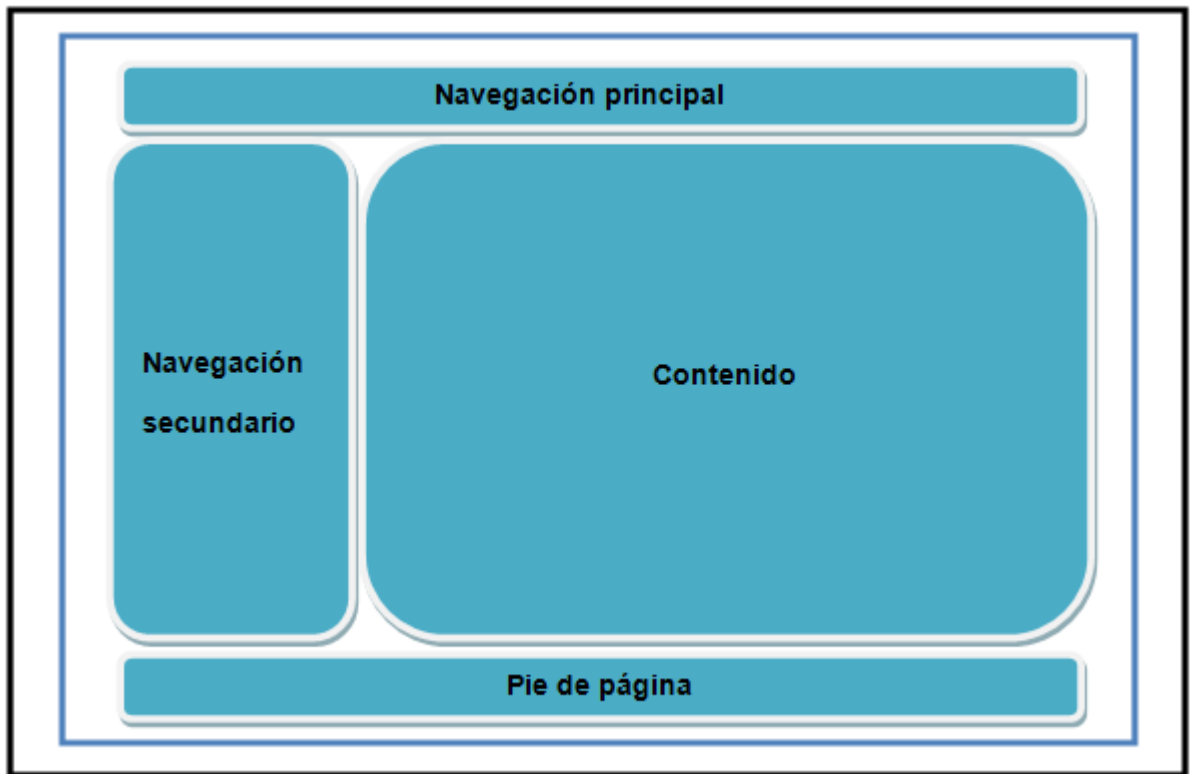 Navegación principal
Navegación
secundario
Contenido
Pie de página